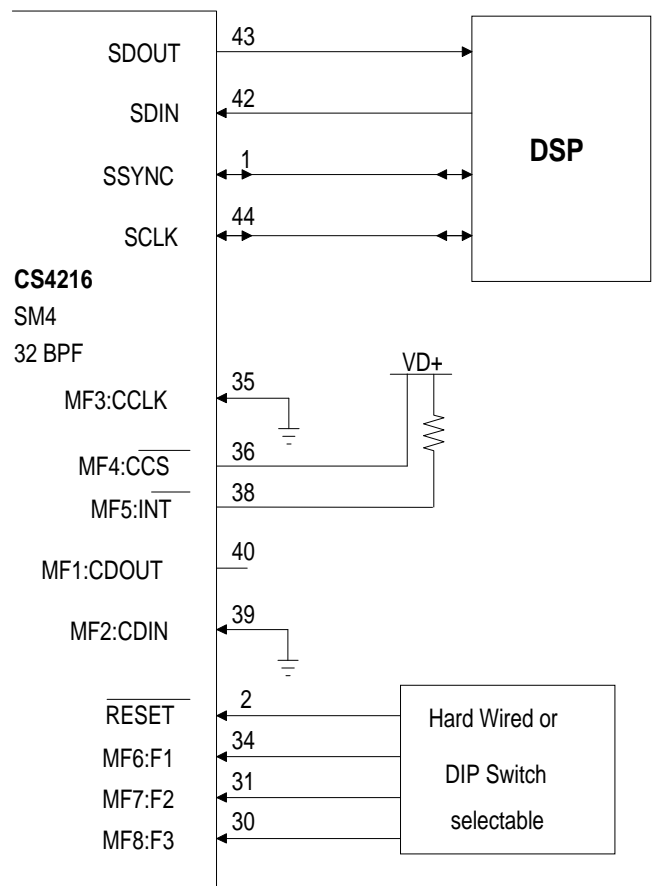 SDOUT 43
SDIN 42
DSP
SSYNC 1
SCLK 44
CS4216
SM4
32 BPF
VD+
MF3:CCLK 35
MF4:CCS 36
MF5:INT 38
MF1:CDOUT 40
MF2:CDIN 39
RESET 2
Hard Wired or
MF6:F1 34
DIP Switch
MF7:F2 31
selectable
MF8:F3 30